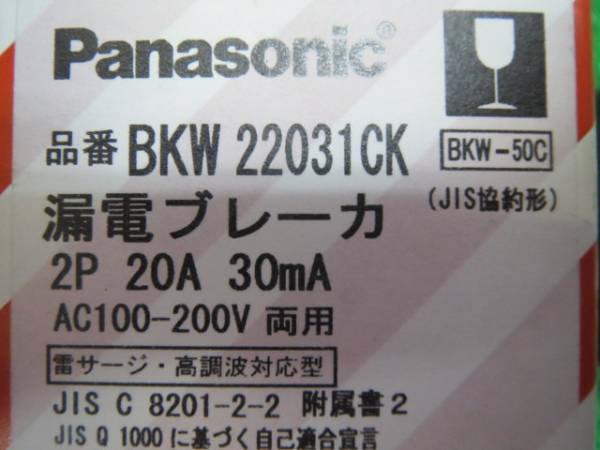 Panasonic®
品番 BKW 22031CK BKW-50C
漏電ブレーカ (JIS協約形)
2P 20A 30mA
AC100-200V 両用
雷サージ・高調波対応型
JIS C 8201-2-2 附属書2
JIS Q 1000に基づく自己適合宣言